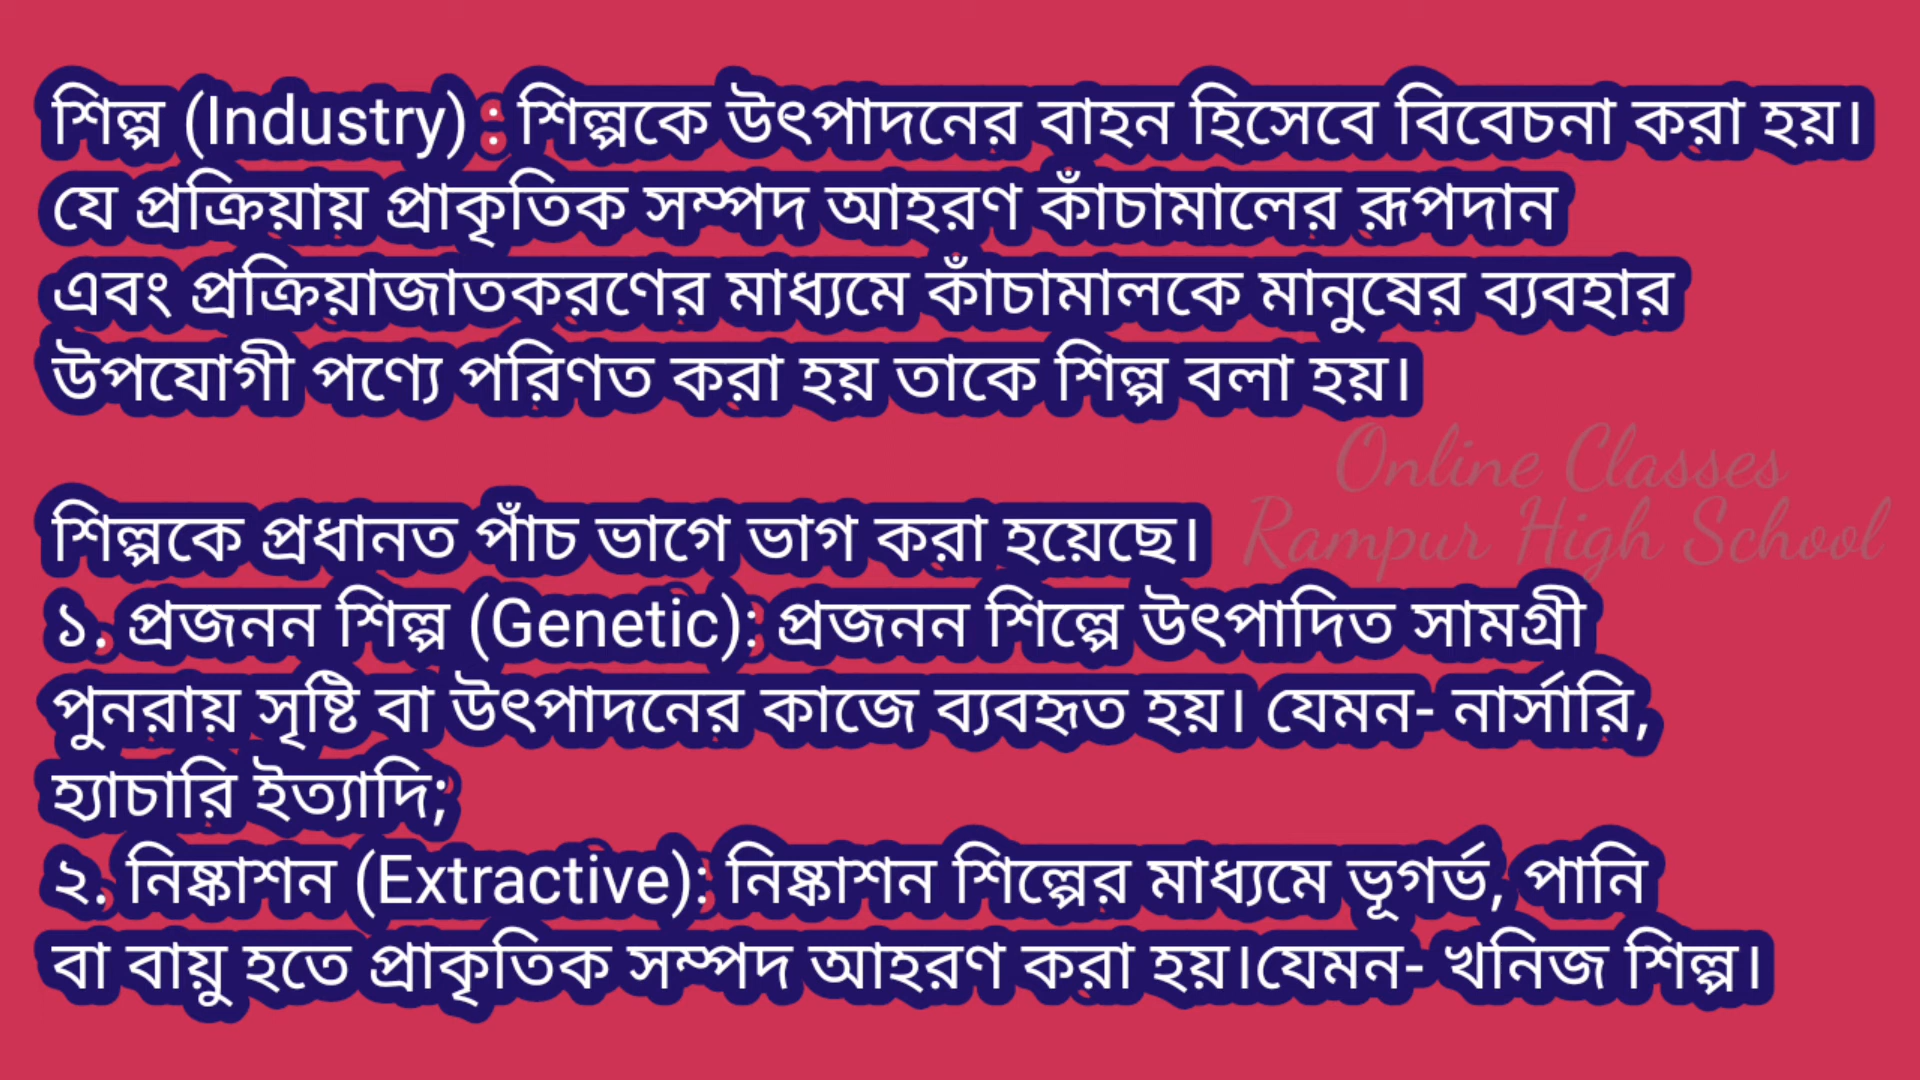 শিল্প (Industry) : শিল্পকে উৎপাদনের বাহন হিসেবে বিবেচনা করা হয়।
যে প্রক্রিয়ায় প্রাকৃতিক সম্পদ আহরণ কাঁচামালের রূপদান
এবং প্রক্রিয়াজাতকরণের মাধ্যমে কাঁচামালকে মানুষের ব্যবহার
উপযোগী পণ্যে পরিণত করা হয় তাকে শিল্প বলা হয়।
Online Classes
Rampur High School
শিল্পকে প্রধানত পাঁচ ভাগে ভাগ করা হয়েছে।
১. প্রজনন শিল্প (Genetic): প্রজনন শিল্পে উৎপাদিত সামগ্রী
পুনরায় সৃষ্টি বা উৎপাদনের কাজে ব্যবহৃত হয়। যেমন- নার্সারি,
হ্যাচারি ইত্যাদি;
২. নিষ্কাশন (Extractive): নিষ্কাশন শিল্পের মাধ্যমে ভূগর্ভ, পানি
বা বায়ু হতে প্রাকৃতিক সম্পদ আহরণ করা হয়।যেমন- খনিজ শিল্প।